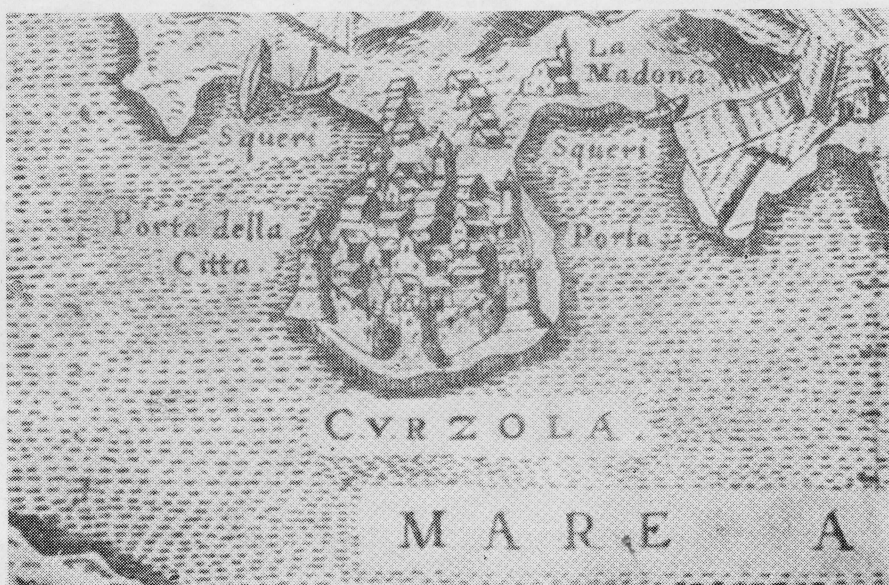 La
Madona
Squeri
Squeri
Porta della
Citta
Porta
CVRZOLA.
MARE A